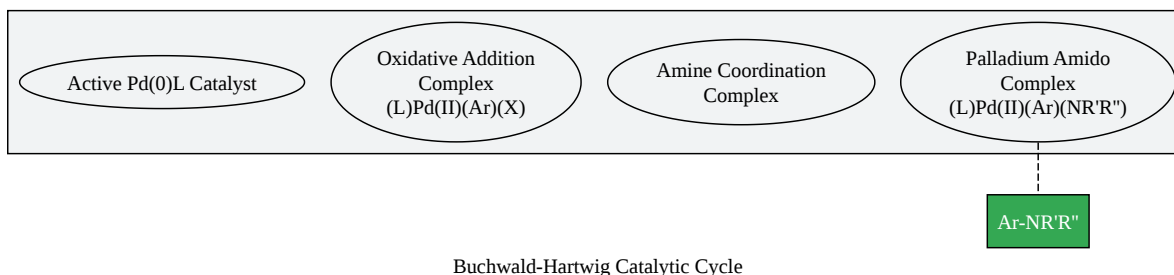 Active Pd(0)L Catalyst
Oxidative Addition
Complex
(L)Pd(II)(Ar)(X)
Amine Coordination
Complex
Palladium Amido
Complex
(L)Pd(II)(Ar)(NR'R")
Ar-NR'R"
Buchwald-Hartwig Catalytic Cycle